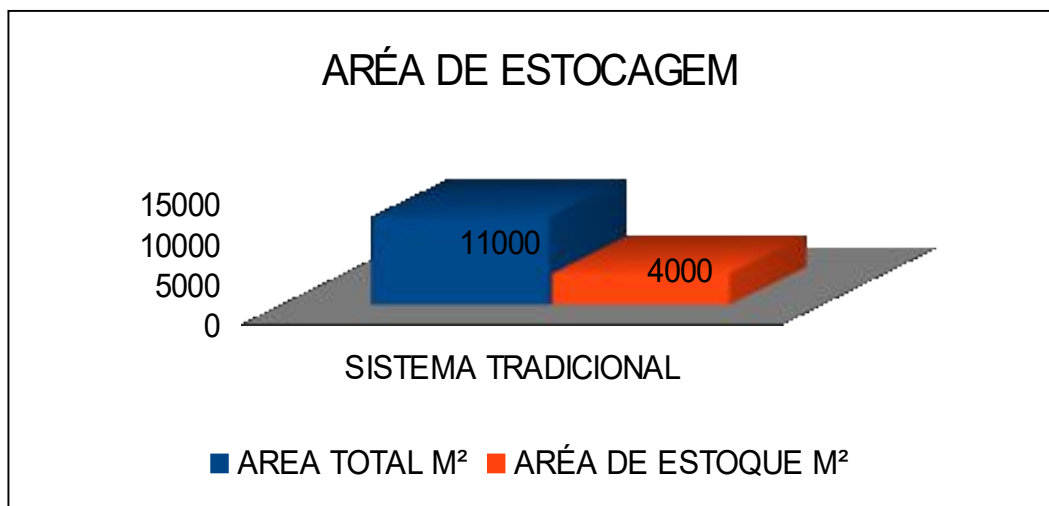 ARÉA DE ESTOCAGEM
15000
10000
5000
0
11000
4000
SISTEMA TRADICIONAL
AREA TOTAL M² ARÉA DE ESTOQUE M²